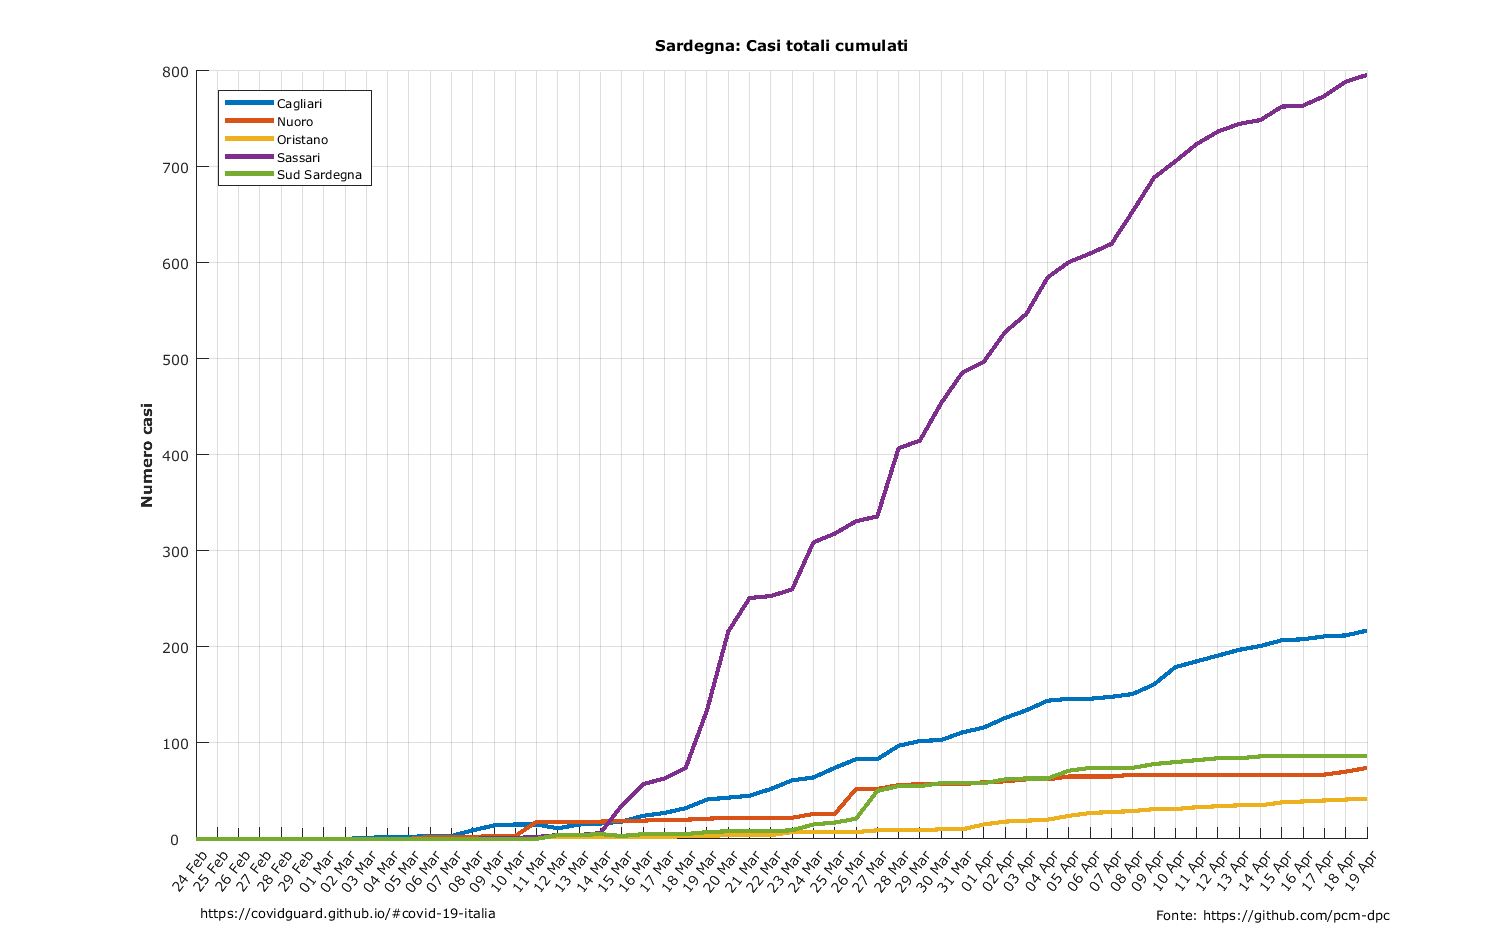 Sardegna: Casi totali cumulati
800
700
600
500
400
300
200
100
0
Numero casi
Cagliari
Nuoro
Oristano
Sassari
Sud Sardegna
24 Feb
25 Feb
26 Feb
27 Feb
28 Feb
29 Feb
01 Mar
02 Mar
03 Mar
04 Mar
05 Mar
06 Mar
07 Mar
08 Mar
09 Mar
10 Mar
11 Mar
12 Mar
13 Mar
14 Mar
15 Mar
16 Mar
17 Mar
18 Mar
19 Mar
20 Mar
21 Mar
22 Mar
23 Mar
24 Mar
25 Mar
26 Mar
27 Mar
28 Mar
29 Mar
30 Mar
31 Mar
01 Apr
02 Apr
03 Apr
04 Apr
05 Apr
06 Apr
07 Apr
08 Apr
09 Apr
10 Apr
11 Apr
12 Apr
13 Apr
14 Apr
15 Apr
16 Apr
17 Apr
18 Apr
19 Apr
https://covidguard.github.io/#covid-19-italia
Fonte: https://github.com/pcm-dpc